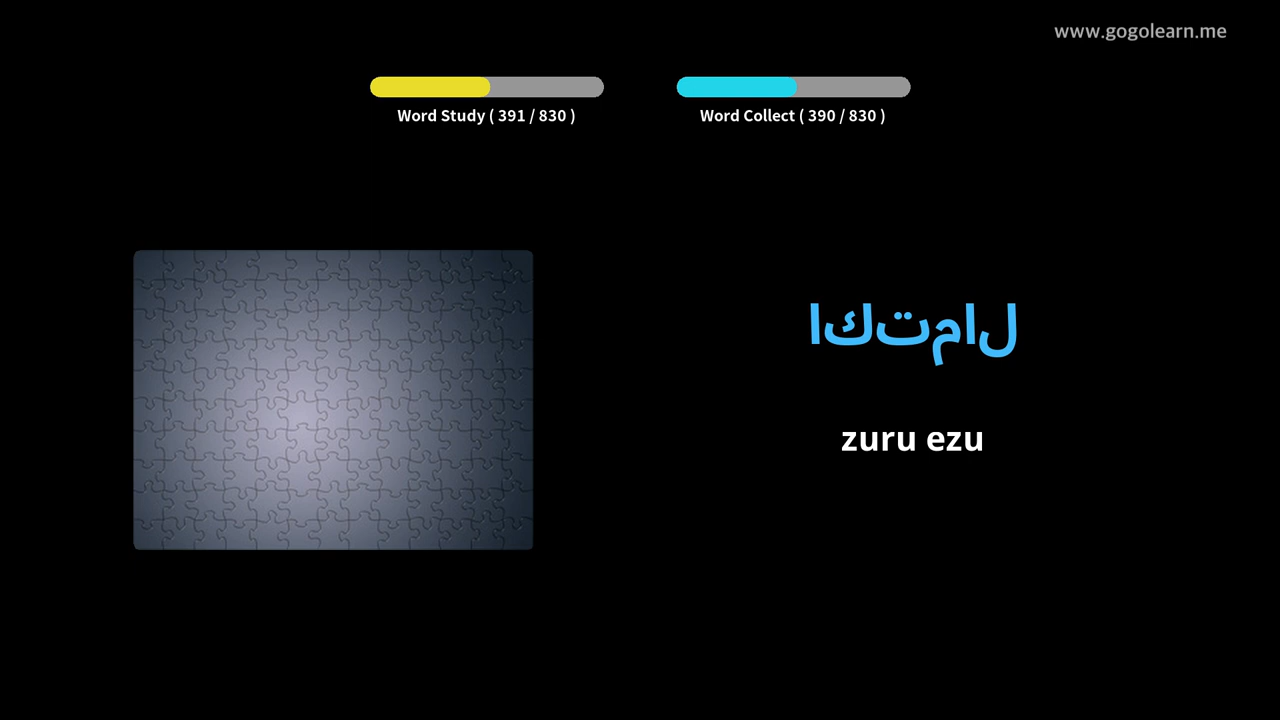 www.gogolearn.me
Word Study ( 391 / 830 )
Word Collect ( 390 / 830 )
اكتمال
zuru ezu